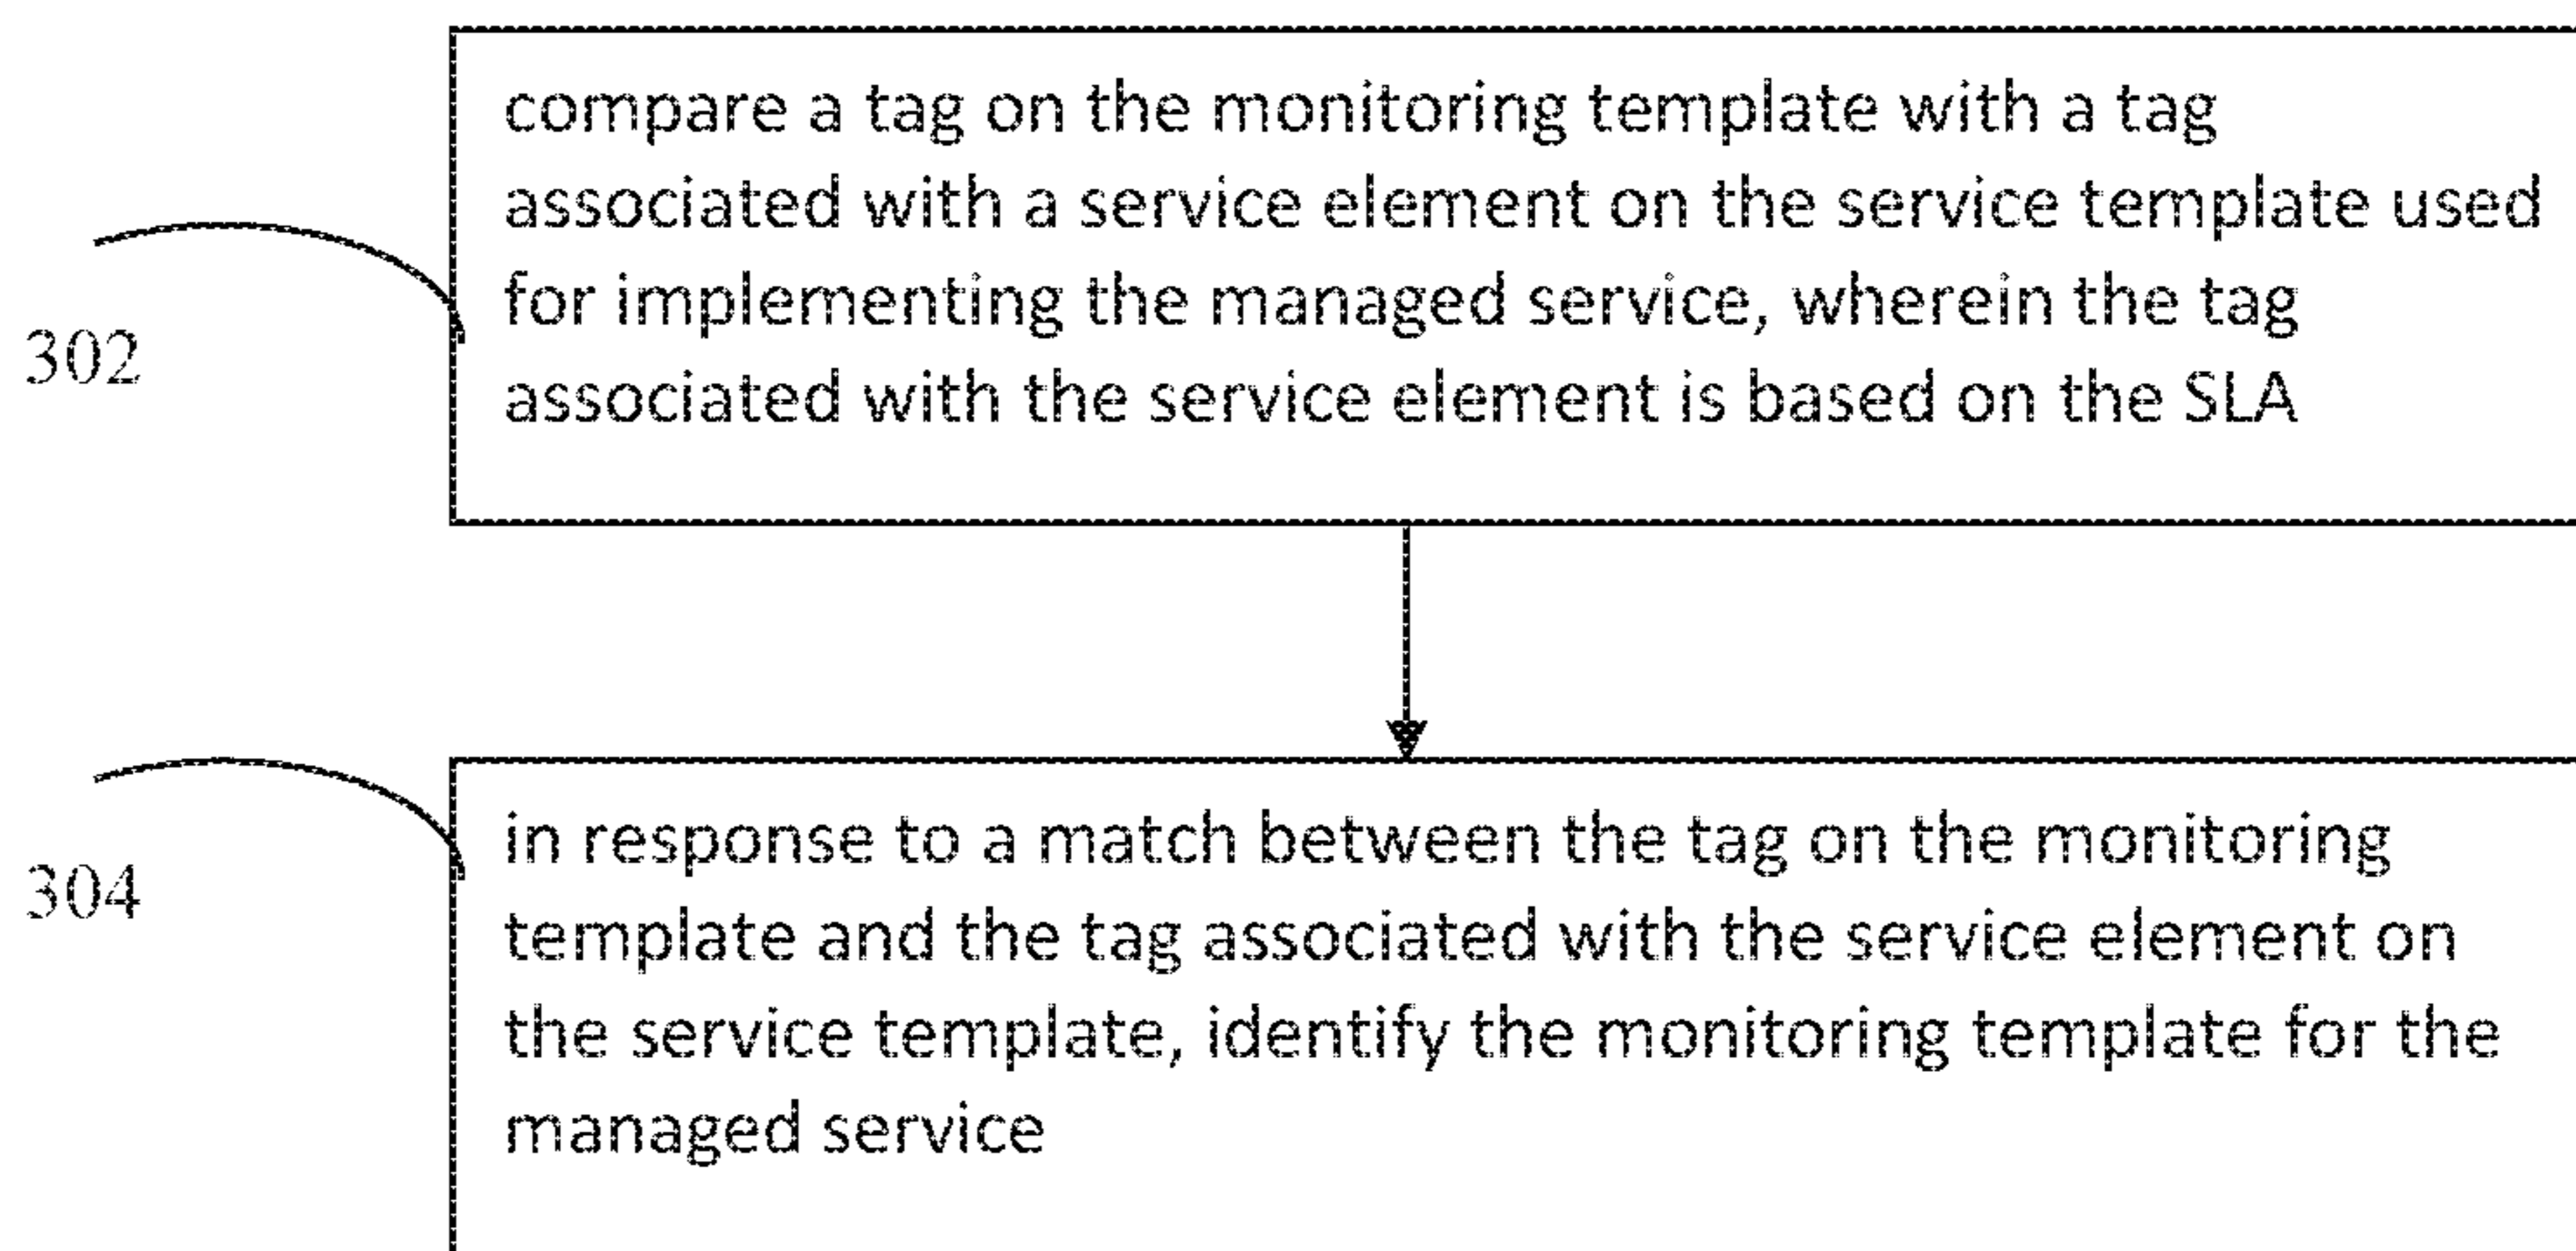 compare a tag on the monitoring template with a tag
associated with a service element on the service template used
for implementing the managed service, wherein the tag
associated with the service element is based on the SLA
302
in response to a match between the tag on the monitoring
template and the tag associated with the service element on
the service template, identify the monitoring template for the
managed service
304